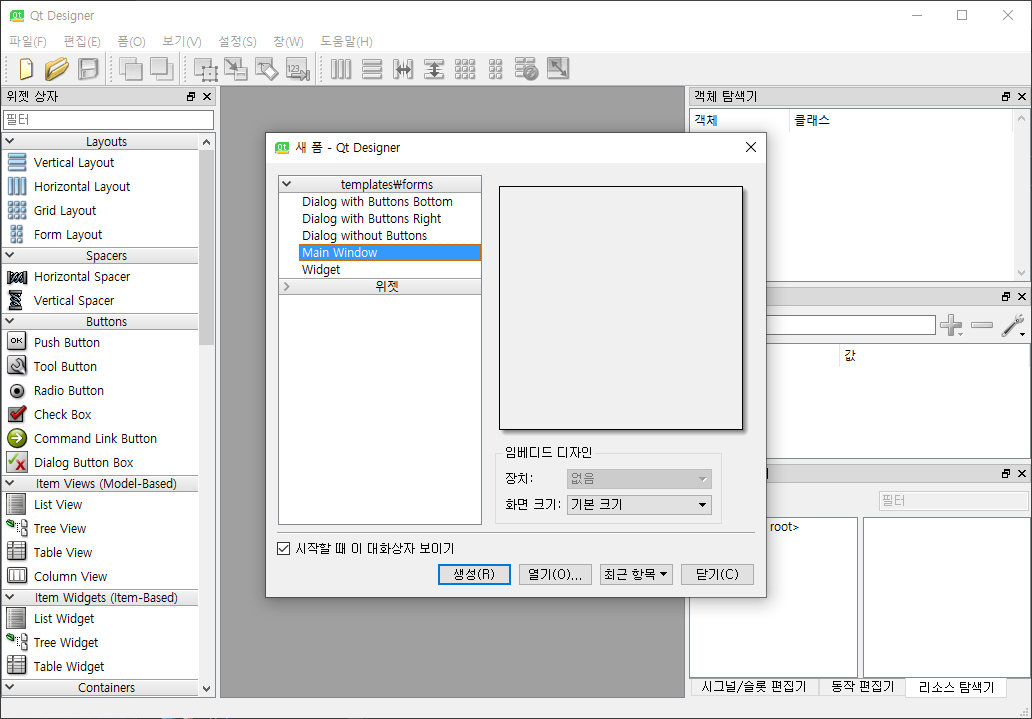 Qt Designer
파일(F) 편집(E) 폼(O) 보기(V) 설정(S) 창(W) 도움말(H)
위젯 상자
필터
Layouts
Vertical Layout
Horizontal Layout
Grid Layout
Form Layout
Spacers
Horizontal Spacer
Vertical Spacer
Buttons
OK
Push Button
Tool Button
Radio Button
Check Box
Command Link Button
Dialog Button Box
Item Views (Model-Based)
List View
Tree View
Table View
Column View
Item Widgets (Item-Based)
List Widget
Tree Widget
Table Widget
Containers
새 폼 - Qt Designer
templates₩forms
Dialog with Buttons Bottom
Dialog with Buttons Right
Dialog without Buttons
Main Window
Widget
위젯
임베디드 디자인
장치: 없음
화면 크기: 기본 크기
시작할 때 이 대화상자 보이기
생성(R) 열기(O)... 최근 항목 닫기(C)
객체 탐색기
객체 클래스
값
필터
root>
시그널/슬롯 편집기 동작 편집기 리소스 탐색기